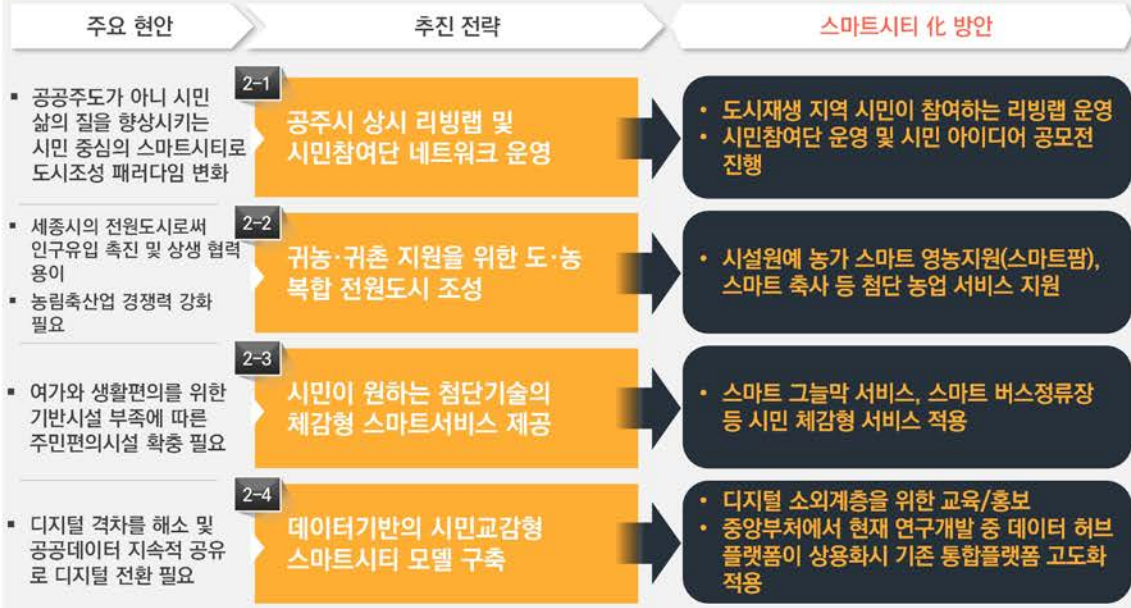 주요 현안
추진 전략
스마트시티 化 방안
▪ 공공주도가 아니 시민
삶의 질을 향상시키는
시민 중심의 스마트시티로
도시조성 패러다임 변화
2-1
공주시 상시 리빙랩 및
시민참여단 네트워크 운영
• 도시재생 지역 시민이 참여하는 리빙랩 운영
• 시민참여단 운영 및 시민 아이디어 공모전
진행
▪ 세종시의 전원도시로써
인구유입 촉진 및 상생 협력
용이
▪ 농림축산업 경쟁력 강화
필요
2-2
귀농·귀촌 지원을 위한 도·농
복합 전원도시 조성
• 시설원예 농가 스마트 영농지원(스마트팜),
스마트 축사 등 첨단 농업 서비스 지원
▪ 여가와 생활편의를 위한
기반시설 부족에 따른
주민편의시설 확충 필요
2-3
시민이 원하는 첨단기술의
체감형 스마트서비스 제공
• 스마트 그늘막 서비스, 스마트 버스정류장
등 시민 체감형 서비스 적용
▪ 디지털 격차를 해소 및
공공데이터 지속적 공유
로 디지털 전환 필요
2-4
데이터기반의 시민교감형
스마트시티 모델 구축
• 디지털 소외계층을 위한 교육/홍보
• 중앙부처에서 현재 연구개발 중 데이터 허브
플랫폼이 상용화시 기존 통합플랫폼 고도화
적용